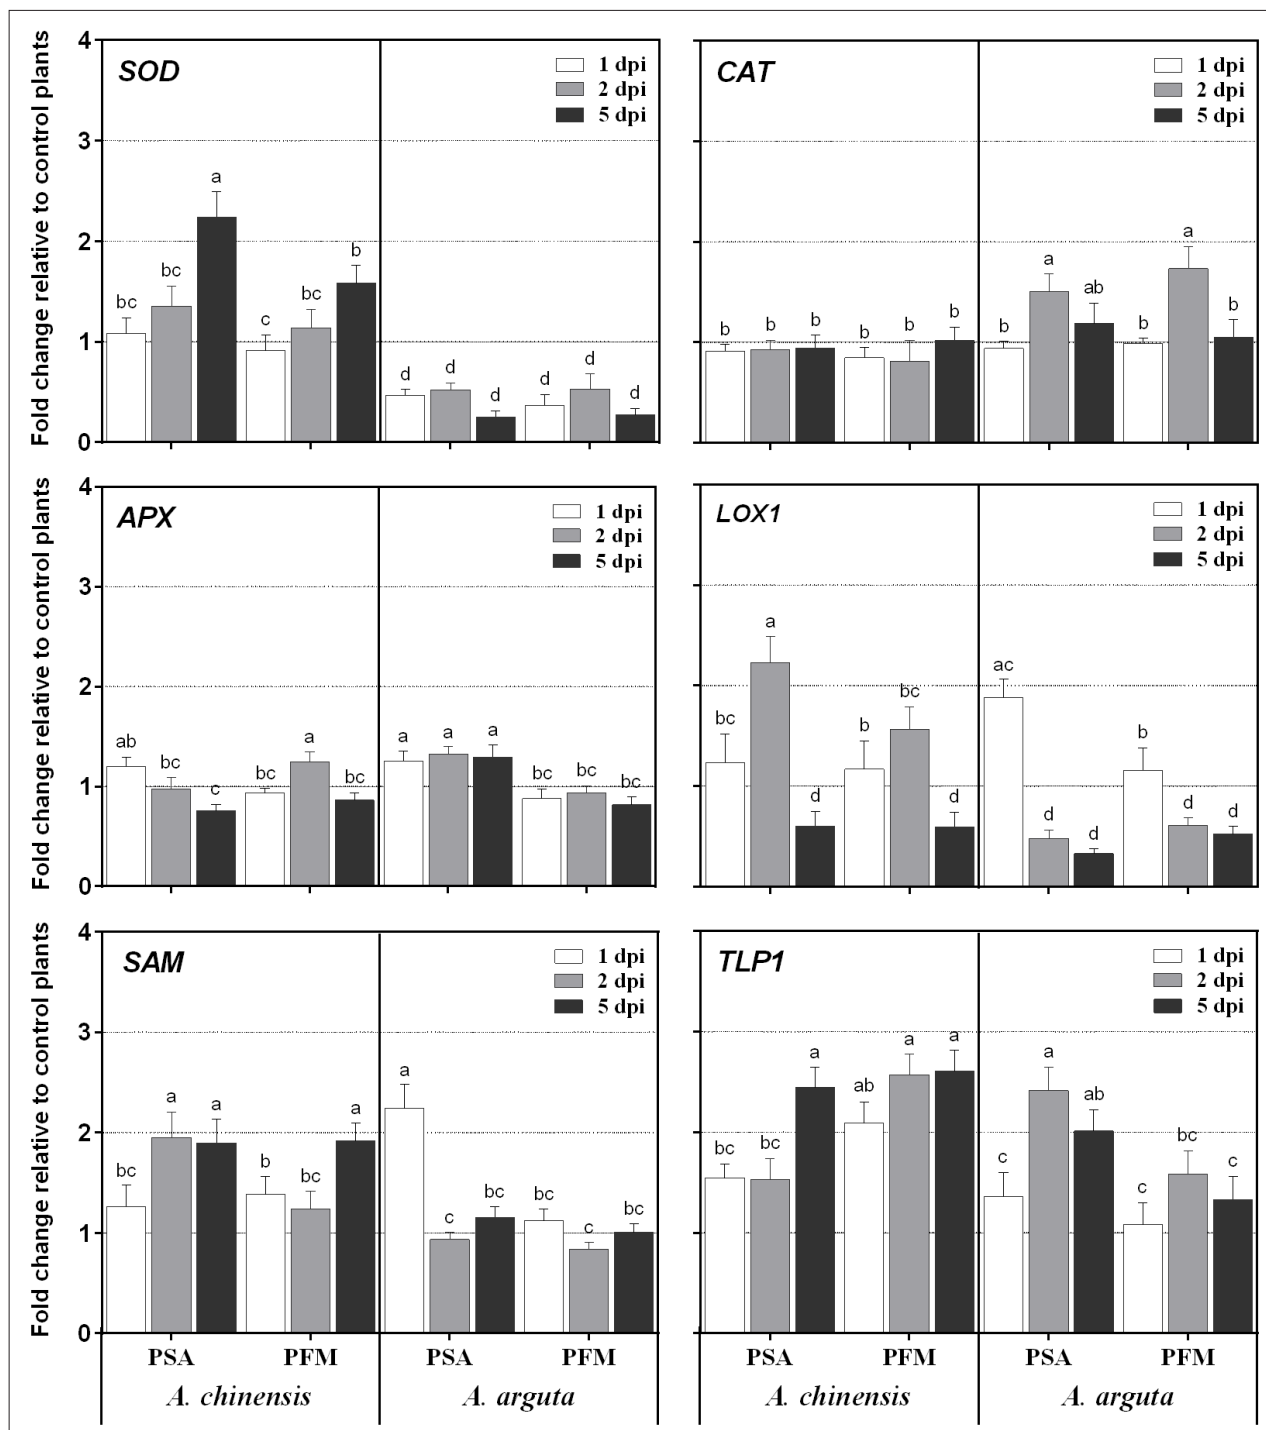 Fold change relative to control plants
4
3
2
1
0
SOD
1 dpi
2 dpi
5 dpi
bc
bc
a
c
bc
b
d
d
d
d
d
d
CAT
1 dpi
2 dpi
5 dpi
b
b
b
b
b
b
b
a
ab
b
a
b
Fold change relative to control plants
4
3
2
1
0
APX
1 dpi
2 dpi
5 dpi
ab
bc
c
bc
a
bc
a
a
a
bc
bc
bc
LOX1
1 dpi
2 dpi
5 dpi
bc
a
d
b
bc
d
ac
d
d
b
d
d
Fold change relative to control plants
4
3
2
1
0
SAM
1 dpi
2 dpi
5 dpi
bc
a
a
b
bc
a
a
c
bc
bc
c
bc
TLP1
1 dpi
2 dpi
5 dpi
bc
bc
a
ab
a
a
c
a
ab
c
bc
c
PSA PFM PSA PFM
A. chinensis A. arguta
PSA PFM PSA PFM
A. chinensis A. arguta